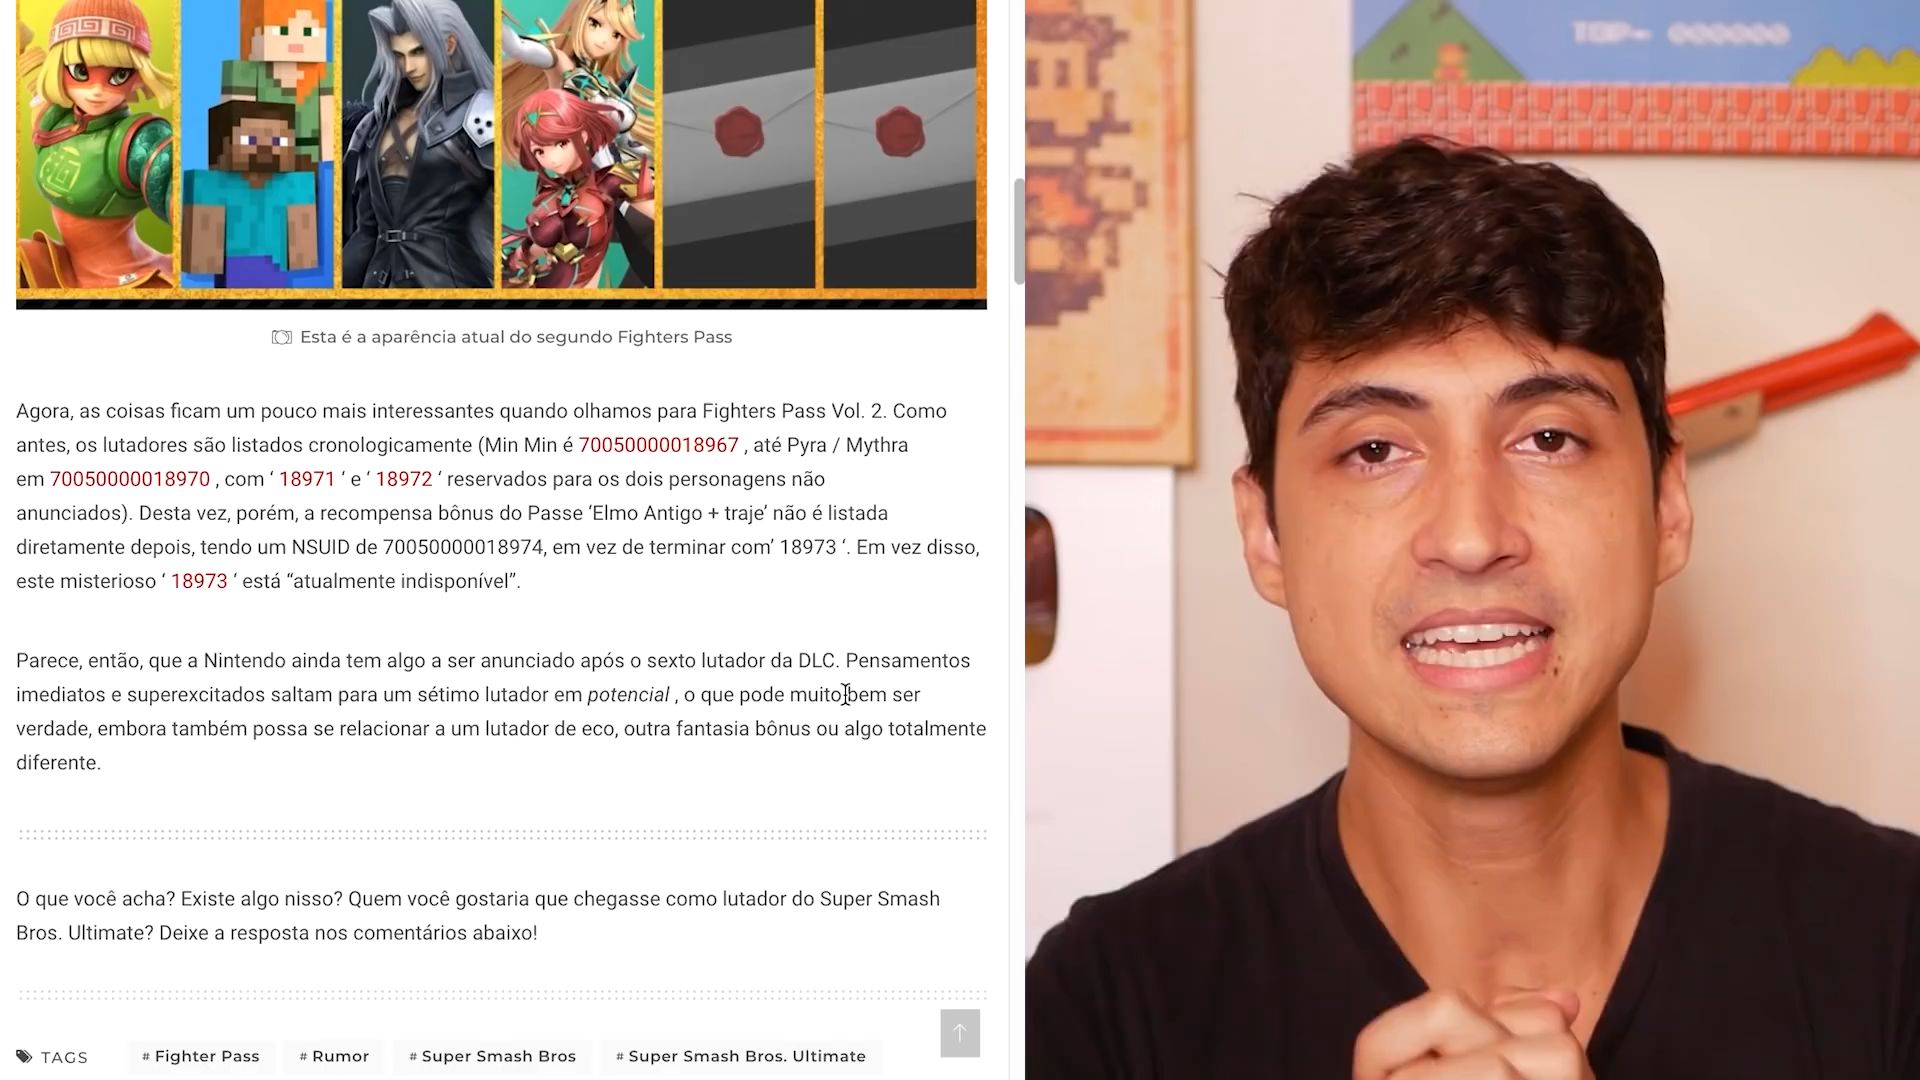 TOP- 000000
Esta é a aparência atual do segundo Fighters Pass
Agora, as coisas ficam um pouco mais interessantes quando olhamos para Fighters Pass Vol. 2. Como
antes, os lutadores são listados cronologicamente (Min Min é 70050000018967 , até Pyra / Mythra
em 70050000018970 , com ‘ 18971 ‘ e ‘ 18972 ‘ reservados para os dois personagens não
anunciados). Desta vez, porém, a recompensa bônus do Passe ‘Elmo Antigo + traje’ não é listada
diretamente depois, tendo um NSUID de 70050000018974, em vez de terminar com’ 18973 ‘. Em vez disso,
este misterioso ‘ 18973 ‘ está “atualmente indisponível”.
Parece, então, que a Nintendo ainda tem algo a ser anunciado após o sexto lutador da DLC. Pensamentos
imediatos e superexcitados saltam para um sétimo lutador em potencial , o que pode muito bem ser
verdade, embora também possa se relacionar a um lutador de eco, outra fantasia bônus ou algo totalmente
diferente.
O que você acha? Existe algo nisso? Quem você gostaria que chegasse como lutador do Super Smash
Bros. Ultimate? Deixe a resposta nos comentários abaixo!
TAGS # Fighter Pass # Rumor # Super Smash Bros # Super Smash Bros. Ultimate